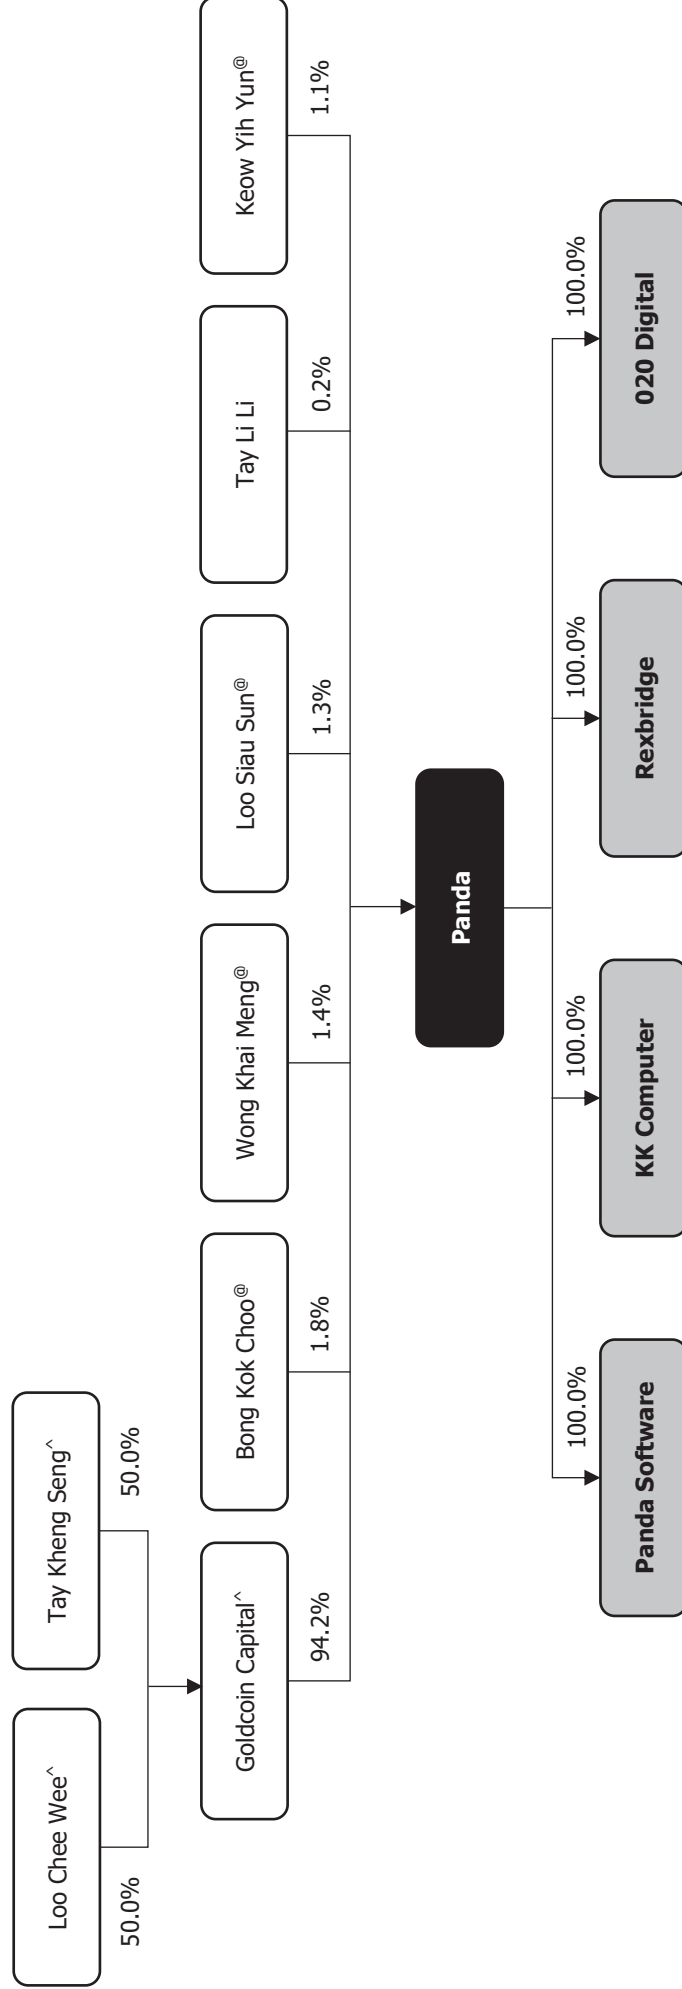 Loo Chee Wee^
Tay Kheng Seng^
50.0%
50.0%
Goldcoin Capital^
Bong Kok Choo@
Wong Khai Meng@
Loo Siau Sun@
Tay Li Li
Keow Yih Yun@
94.2%
1.8%
1.4%
1.3%
0.2%
1.1%
Panda
100.0%
100.0%
100.0%
100.0%
Panda Software
KK Computer
Rexbridge
020 Digital